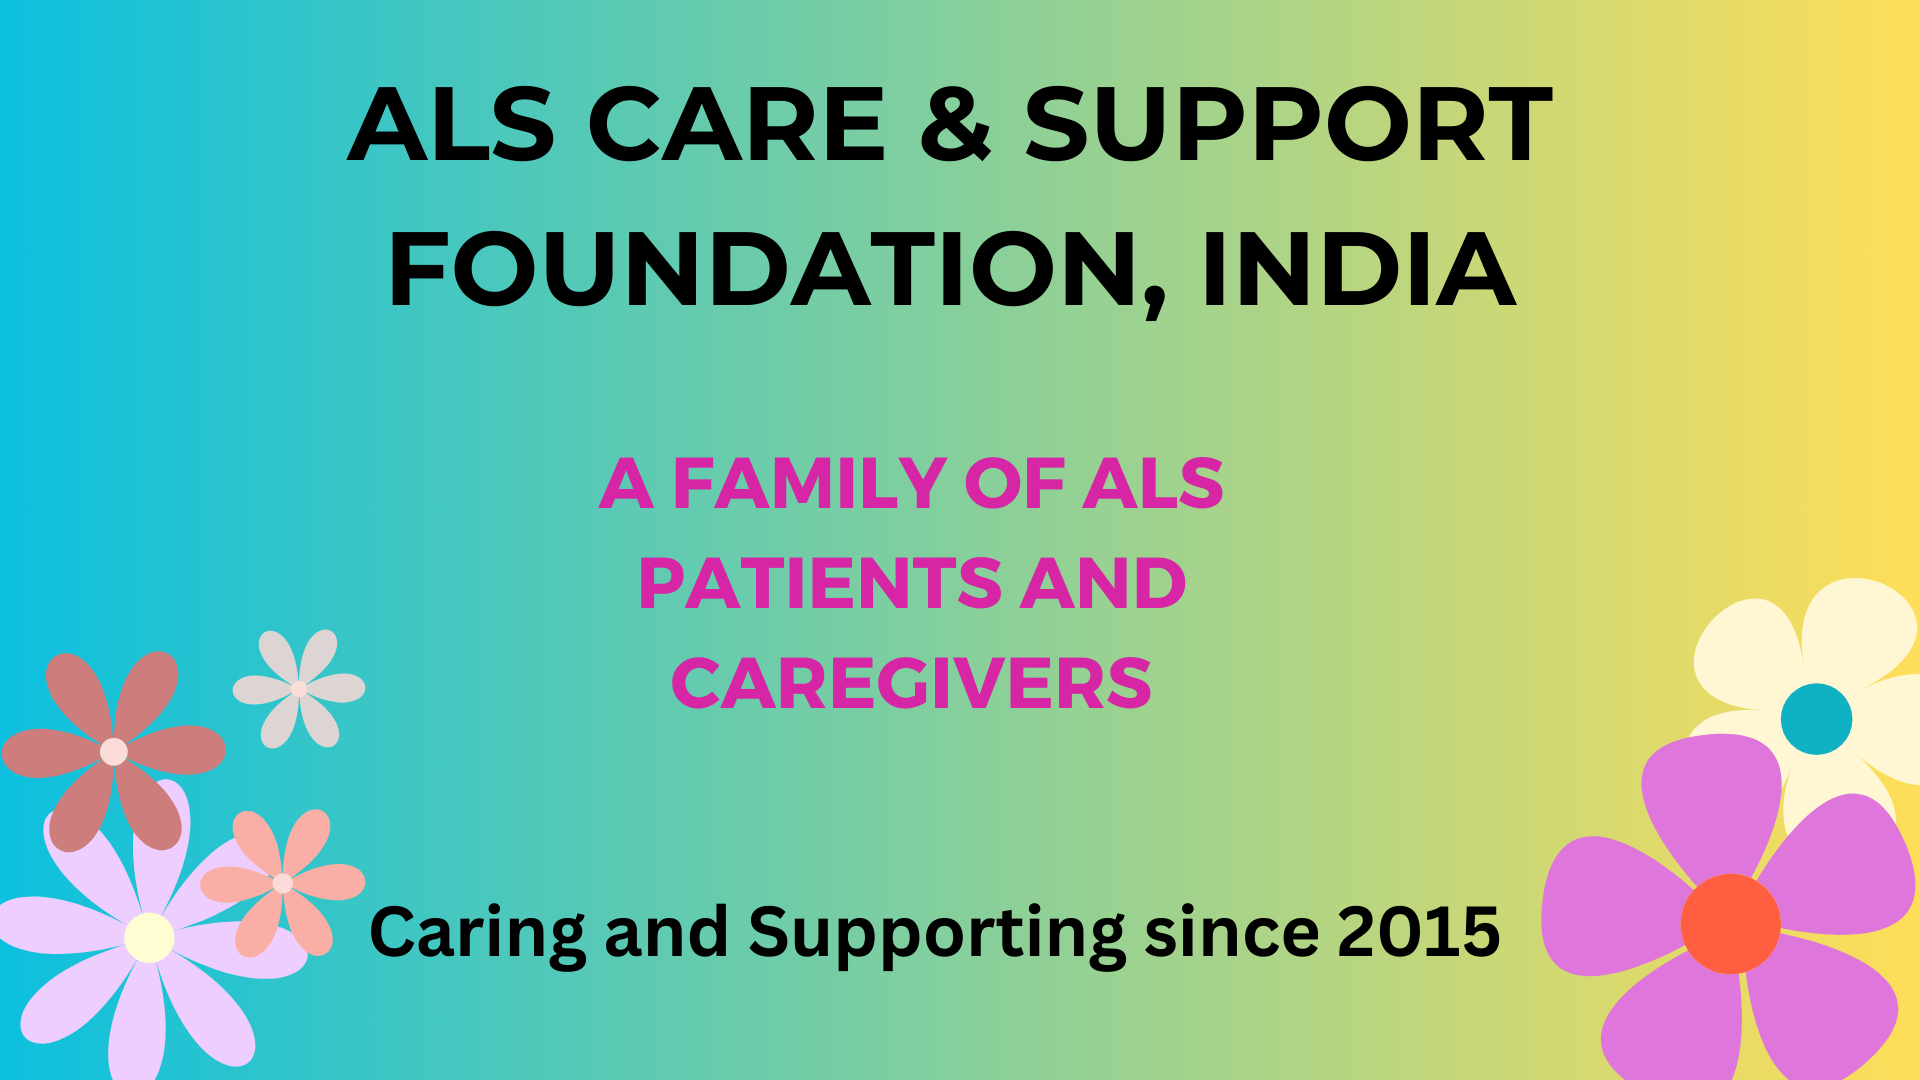 ALS CARE & SUPPORT
FOUNDATION, INDIA
A FAMILY OF ALS
PATIENTS AND
CAREGIVERS
Caring and Supporting since 2015